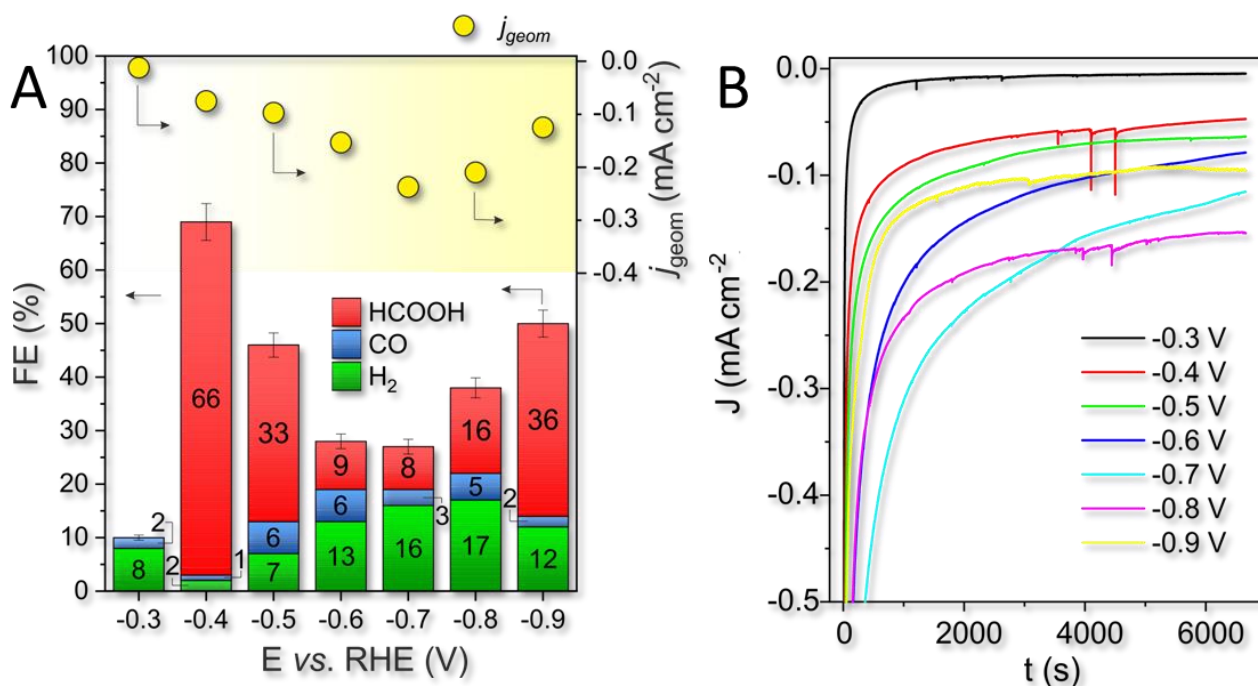 A
j_geom
FE (%)
100
90
80
70
60
50
40
30
20
10
0
0.0
-0.1
-0.2
-0.3
-0.4
j_geom (mA cm⁻²)
HCOOH
CO
H₂
2
8
66
1
2
33
6
7
9
6
13
8
3
16
16
5
17
36
2
12
-0.3 -0.4 -0.5 -0.6 -0.7 -0.8 -0.9
E vs. RHE (V)
B
J (mA cm⁻²)
0.0
-0.1
-0.2
-0.3
-0.4
-0.5
-0.3 V
-0.4 V
-0.5 V
-0.6 V
-0.7 V
-0.8 V
-0.9 V
0 2000 4000 6000
t (s)